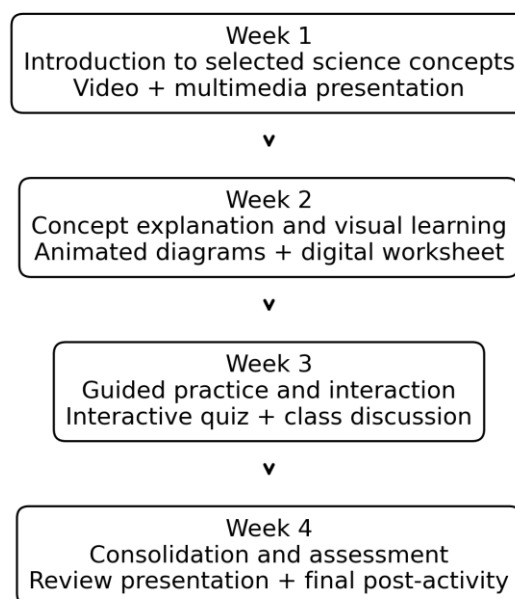 Week 1
Introduction to selected science concepts
Video + multimedia presentation
Week 2
Concept explanation and visual learning
Animated diagrams + digital worksheet
Week 3
Guided practice and interaction
Interactive quiz + class discussion
Week 4
Consolidation and assessment
Review presentation + final post-activity